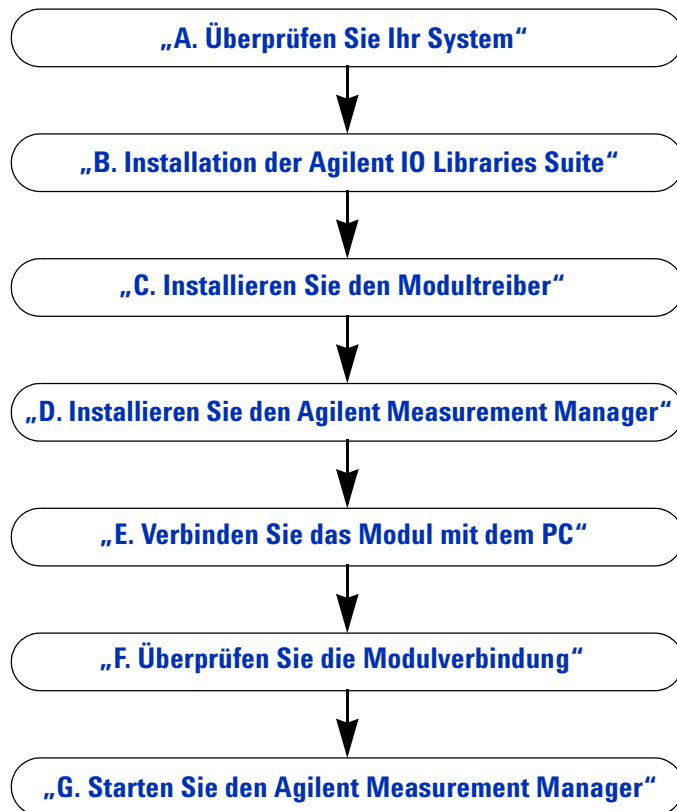 „A. Überprüfen Sie Ihr System“
„B. Installation der Agilent IO Libraries Suite“
„C. Installieren Sie den Modultreiber“
„D. Installieren Sie den Agilent Measurement Manager“
„E. Verbinden Sie das Modul mit dem PC“
„F. Überprüfen Sie die Modulverbindung“
„G. Starten Sie den Agilent Measurement Manager“